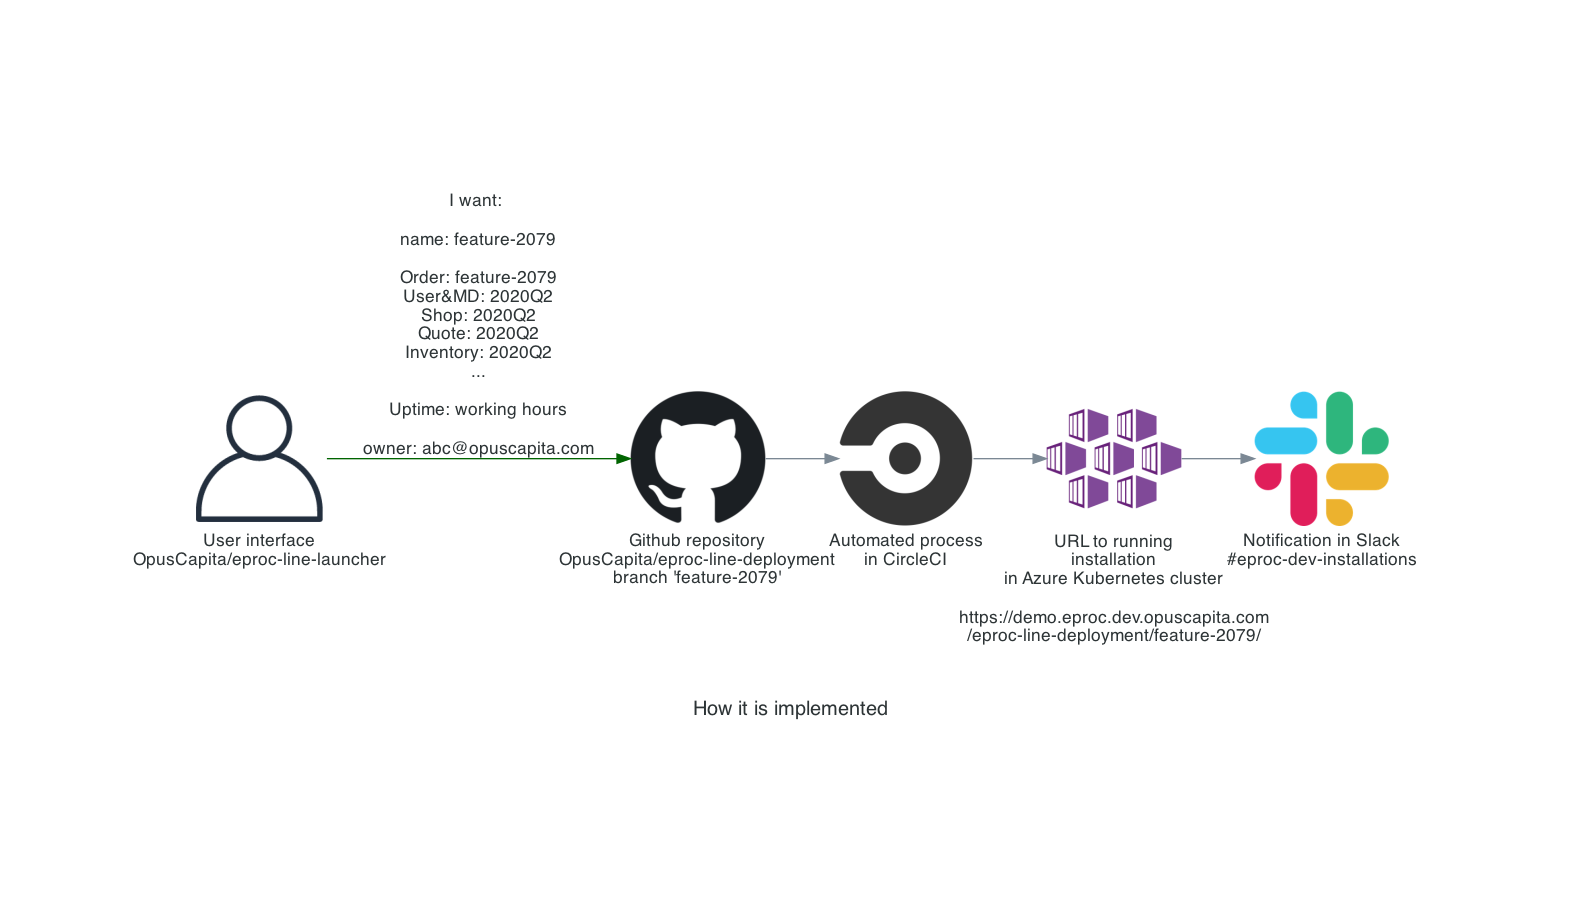 I want:
name: feature-2079
Order: feature-2079
User&MD: 2020Q2
Shop: 2020Q2
Quote: 2020Q2
Inventory: 2020Q2
...
Uptime: working hours
owner: abc@opuscapita.com
User interface
OpusCapita/eproc-line-launcher
Github repository
OpusCapita/eproc-line-deployment
branch 'feature-2079'
Automated process
in CircleCI
URL to running
installation
in Azure Kubernetes cluster
https://demo.eproc.dev.opuscapita.com
/eproc-line-deployment/feature-2079/
Notification in Slack
#eproc-dev-installations
How it is implemented